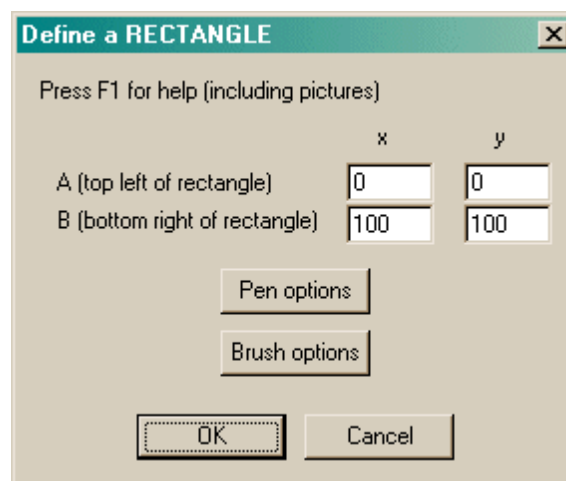 Define a RECTANGLE
Press F1 for help (including pictures)
x y
A (top left of rectangle) 0 0
B (bottom right of rectangle) 100 100
Pen options
Brush options
OK Cancel